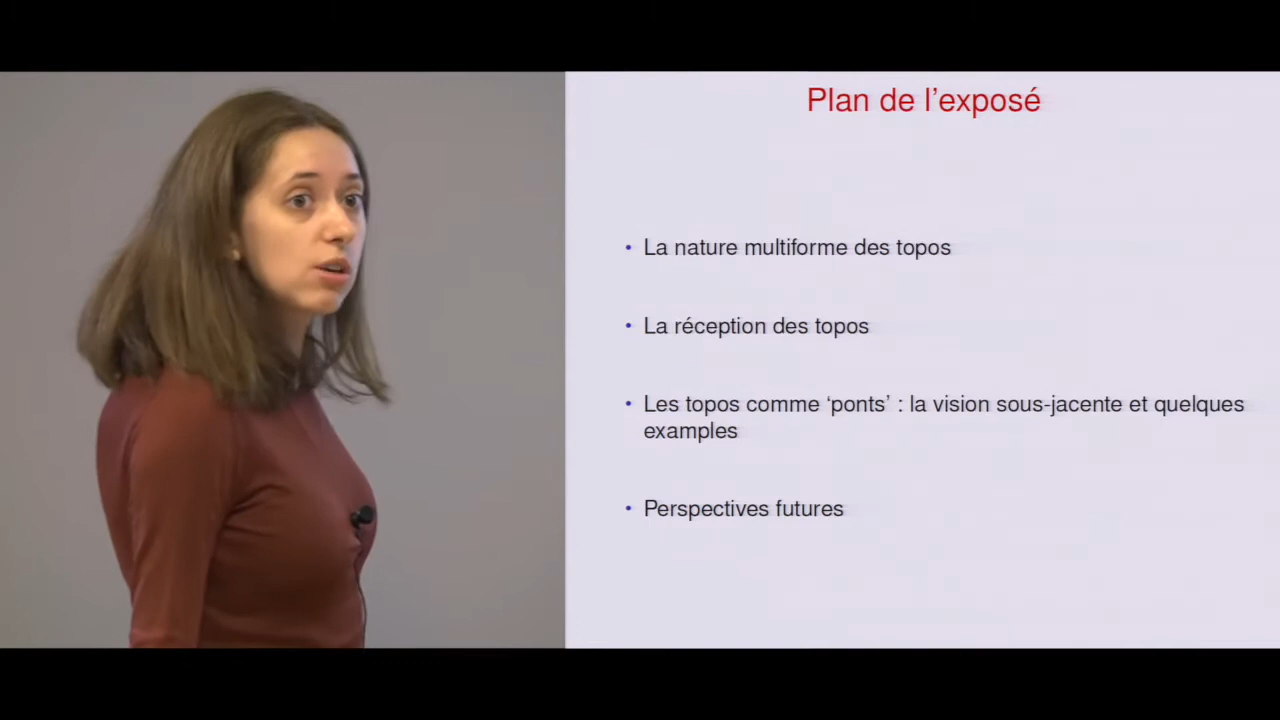 Plan de l'exposé
• La nature multiforme des topos
• La réception des topos
• Les topos comme ‘ponts’ : la vision sous-jacente et quelques
examples
• Perspectives futures